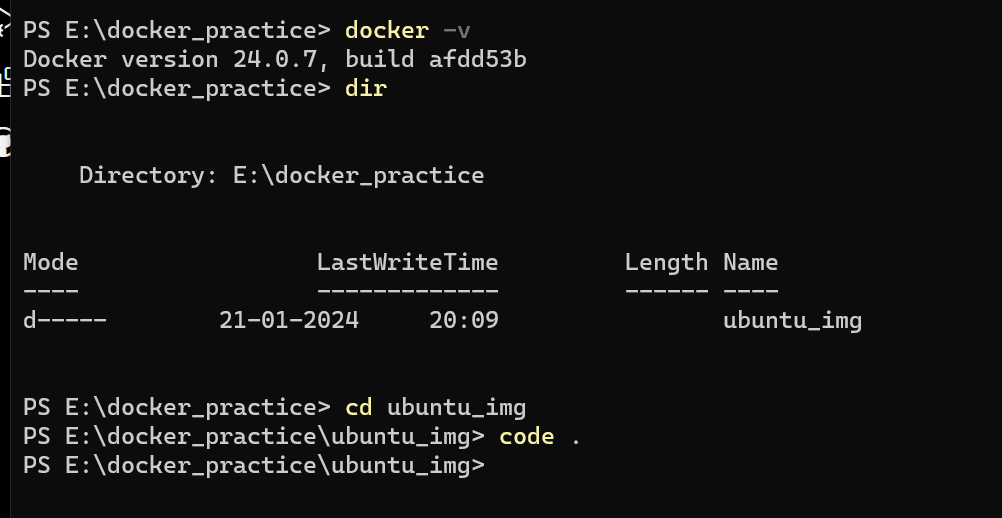 PS E:\docker_practice> docker -v
Docker version 24.0.7, build afdd53b
PS E:\docker_practice> dir
Directory: E:\docker_practice
Mode LastWriteTime Length Name
---- ------------- ------ ----
d----- 21-01-2024 20:09 ubuntu_img
PS E:\docker_practice> cd ubuntu_img
PS E:\docker_practice\ubuntu_img> code .
PS E:\docker_practice\ubuntu_img>